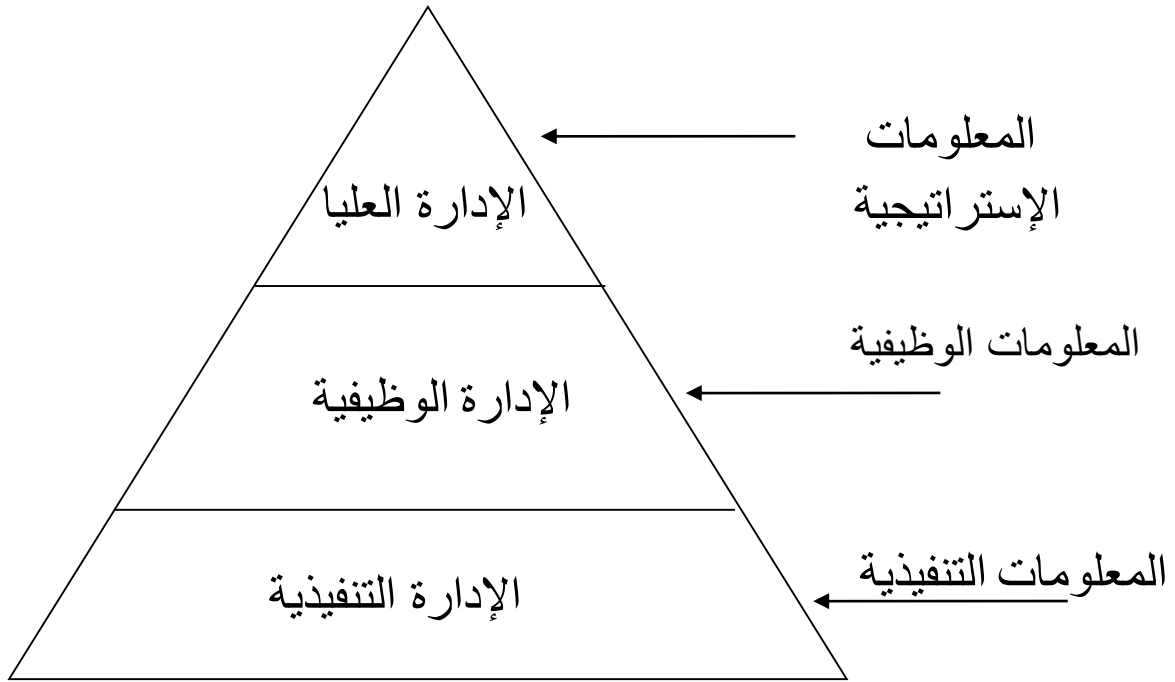 المعلومات
الإستراتيجية
الإدارة العليا
المعلومات الوظيفية
الإدارة الوظيفية
المعلومات التنفيذية
الإدارة التنفيذية